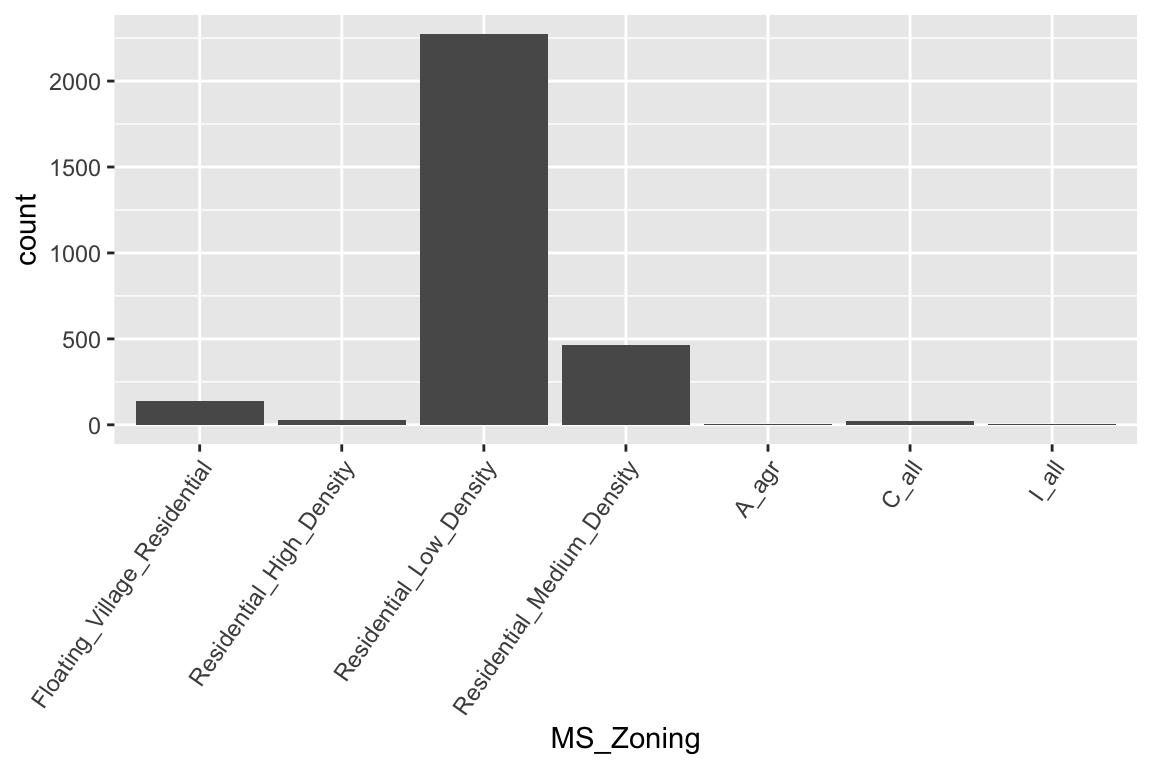 count
2000
1500
1000
500
0
Floating_Village_Residential
Residential_High_Density
Residential_Low_Density
Residential_Medium_Density
A_agr
C_all
I_all
MS_Zoning